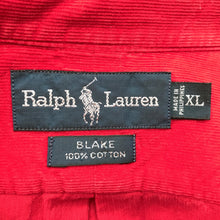 Ralph Lauren
MADE IN
PHILIPPINES
XL
BLAKE
100% COTTON